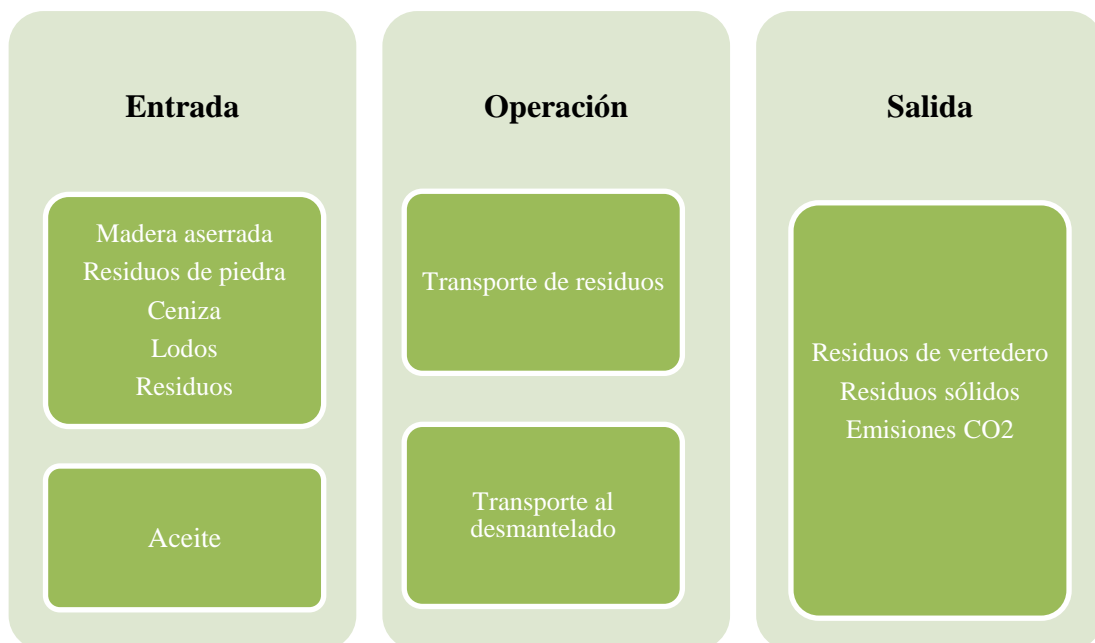 Entrada
Madera aserrada
Residuos de piedra
Ceniza
Lodos
Residuos
Aceite
Operación
Transporte de residuos
Transporte al
desmantelado
Salida
Residuos de vertedero
Residuos sólidos
Emisiones CO2